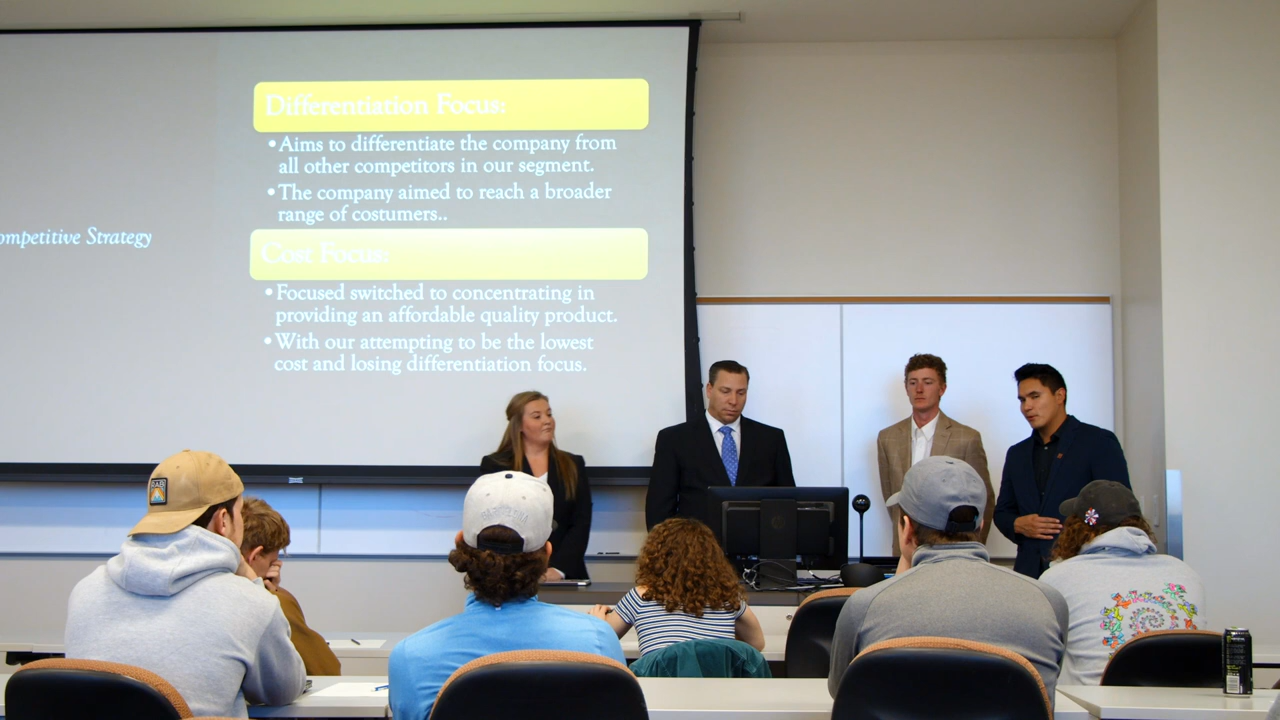 Differentiation Focus:
• Aims to differentiate the company from
all other competitors in our segment.
• The company aimed to reach a broader
range of costumers..
ompetitive Strategy
Cost Focus:
• Focused switched to concentrating in
providing an affordable quality product.
• With our attempting to be the lowest
cost and losing differentiation focus.
BARCELONA